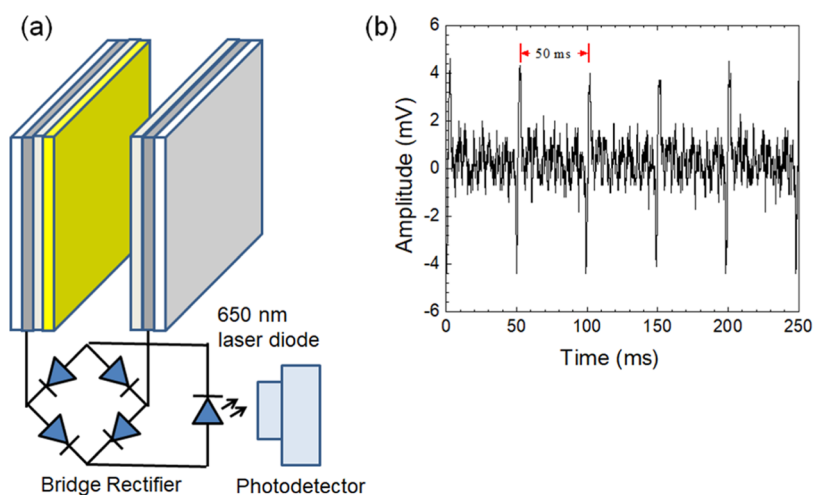 (a)
650 nm
laser diode
Bridge Rectifier
Photodetector
(b)
50 ms
Amplitude (mV)
6
4
2
0
-2
-4
-6
0
50
100
150
200
250
Time (ms)